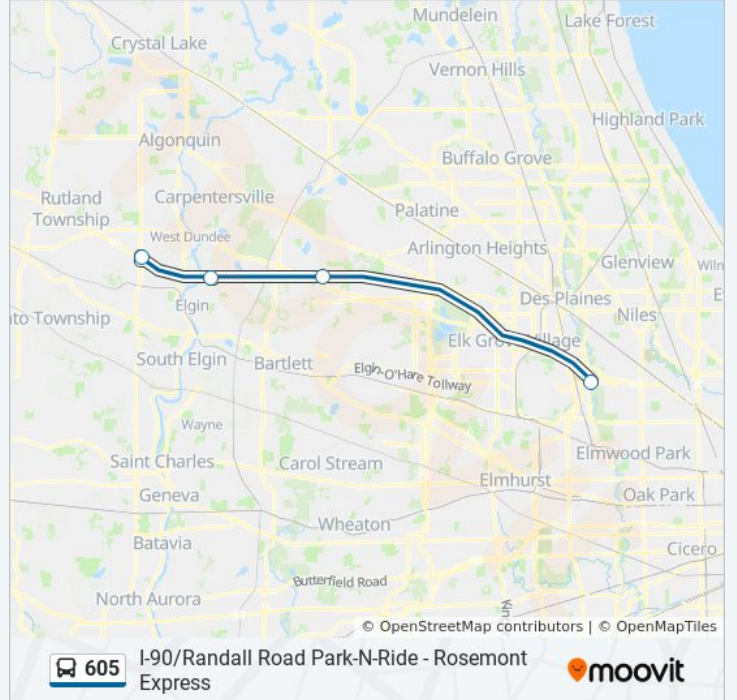 Mundelein
Lake Forest
Crystal Lake
Vernon Hills
Highland Park
Algonquin
Buffalo Grove
Rutland
Township
Carpentersville
Palatine
West Dundee
Arlington Heights
Glenview
Wilm
Elgin
Des Plaines
E
Niles
to Township
Elk Grove Village
South Elgin
Bartlett
Elgin-O'Hare Tollway
Wayne
Saint Charles
Carol Stream
Elmwood Park
Elmhurst
Geneva
Oak Park
Wheaton
Batavia
Cicero
Butterfield Road
North Aurora
© OpenStreetMap contributors | © OpenMapTiles
605
I-90/Randall Road Park-N-Ride - Rosemont
Express
moovit